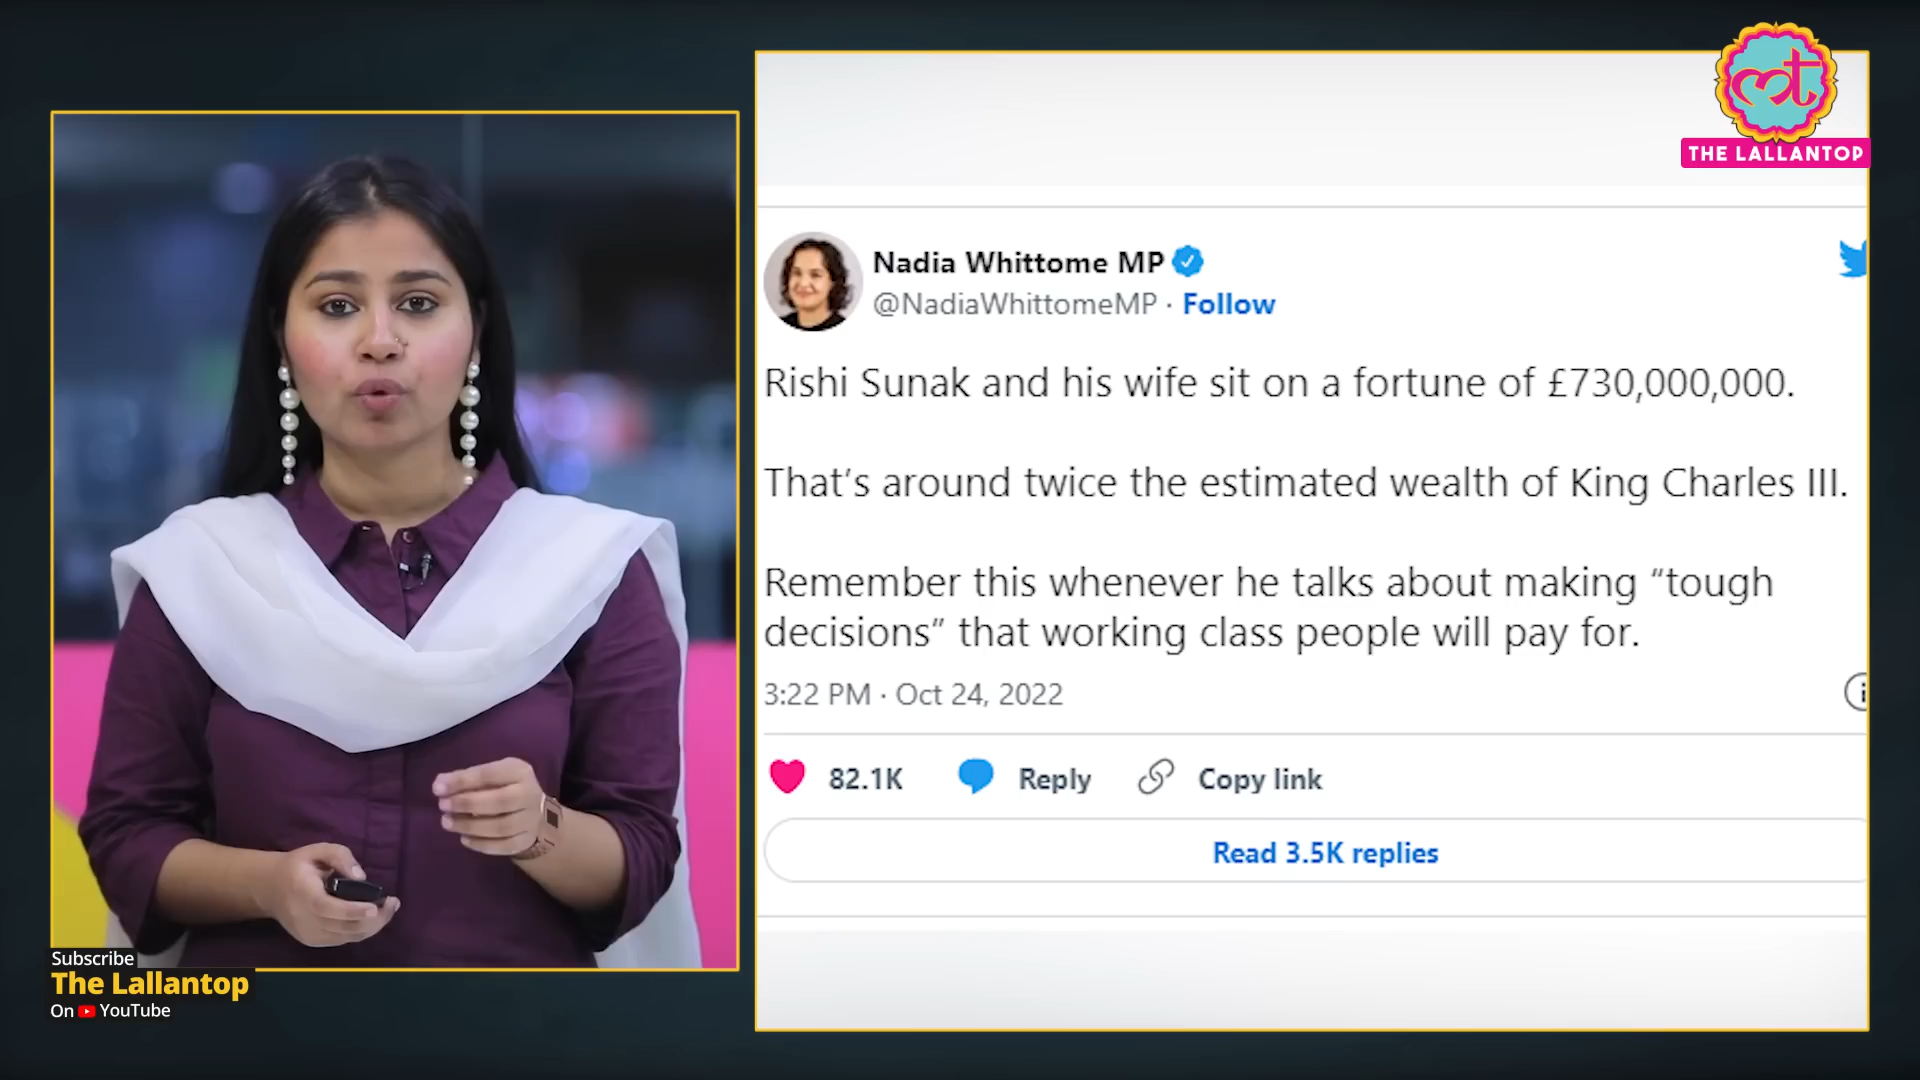 THE LALLANTOP
Nadia Whittome MP
@NadiaWhittomeMP · Follow
Rishi Sunak and his wife sit on a fortune of £730,000,000.
That’s around twice the estimated wealth of King Charles III.
Remember this whenever he talks about making “tough
decisions” that working class people will pay for.
3:22 PM · Oct 24, 2022
82.1K Reply Copy link
Read 3.5K replies
Subscribe
The Lallantop
On YouTube